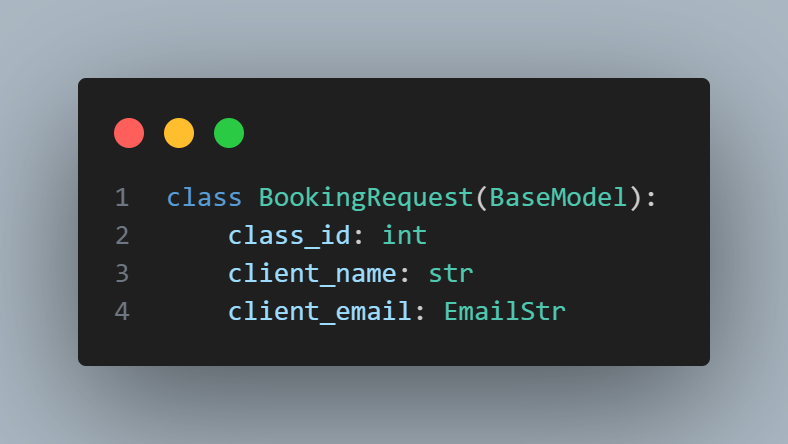 1 class BookingRequest(BaseModel):
2     class_id: int
3     client_name: str
4     client_email: EmailStr